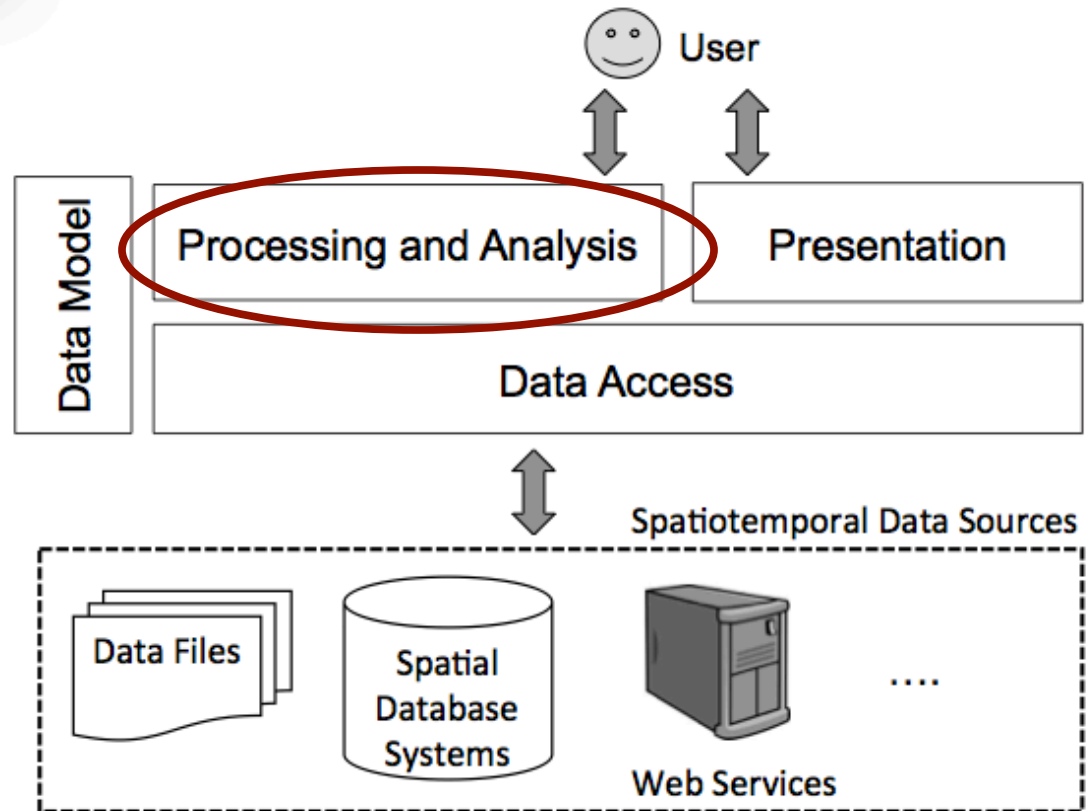 User
Data Model
Processing and Analysis
Presentation
Data Access
Spatiotemporal Data Sources
Data Files
Spatial
Database
Systems
....
Web Services